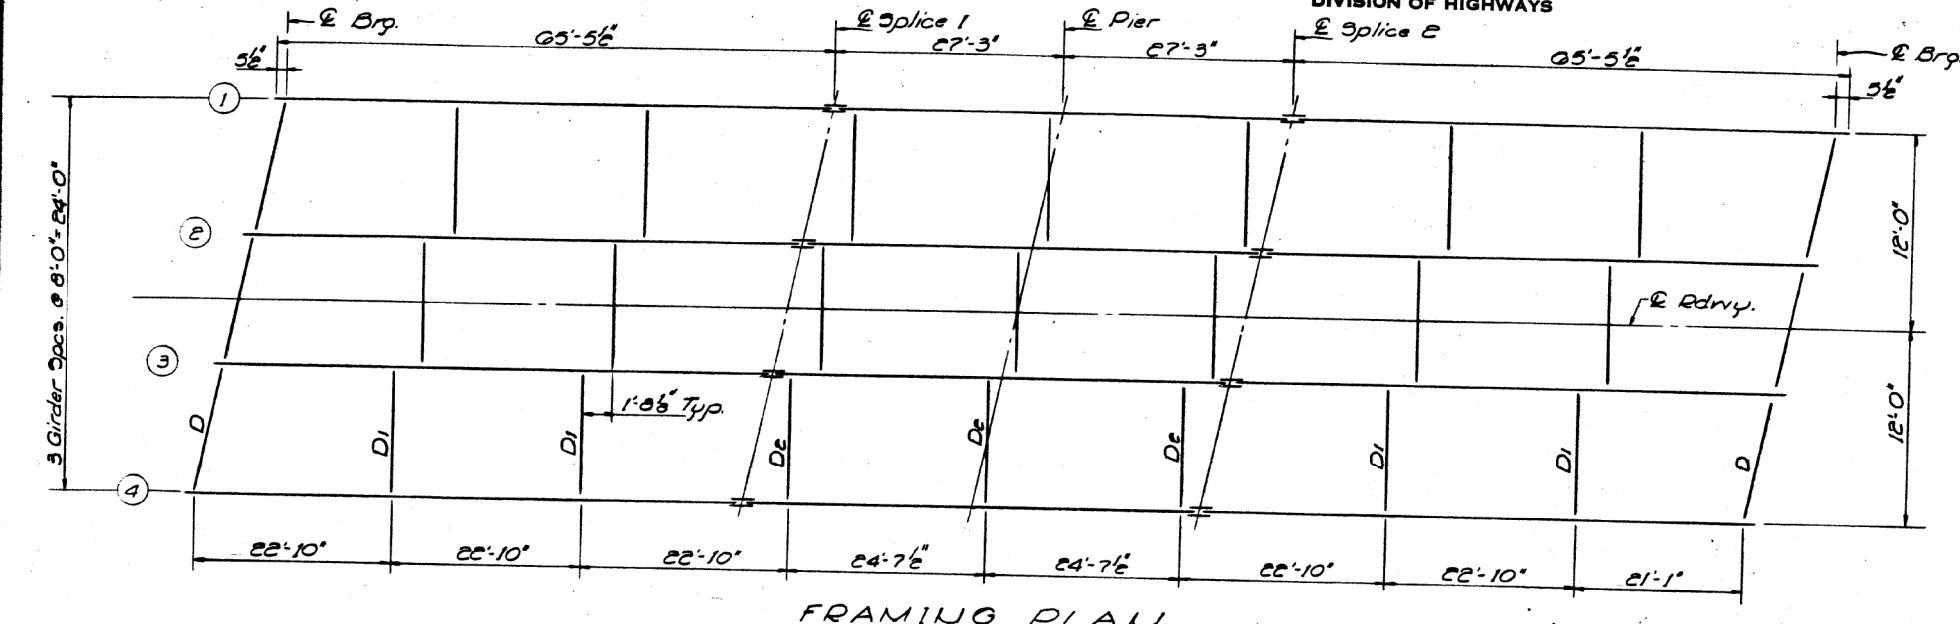 DIVISION OF HIGHWAYS
℄ Brg.
℄ Splice 1
℄ Pier
℄ Splice 2
℄ Brg.
65'-5½"
27'-3"
27'-3"
65'-5½"
5½"
5½"
1
2
3
4
3 Girder Spcs. @ 8'-0" = 24'-0"
12'-0"
12'-0"
℄ Rdwy.
1'-8⅛" Typ.
D
D1
D1
D2
D2
D2
D1
D1
D
22'-10"
22'-10"
22'-10"
24'-7½"
24'-7½"
22'-10"
22'-10"
21'-1"
FRAMING PLAN